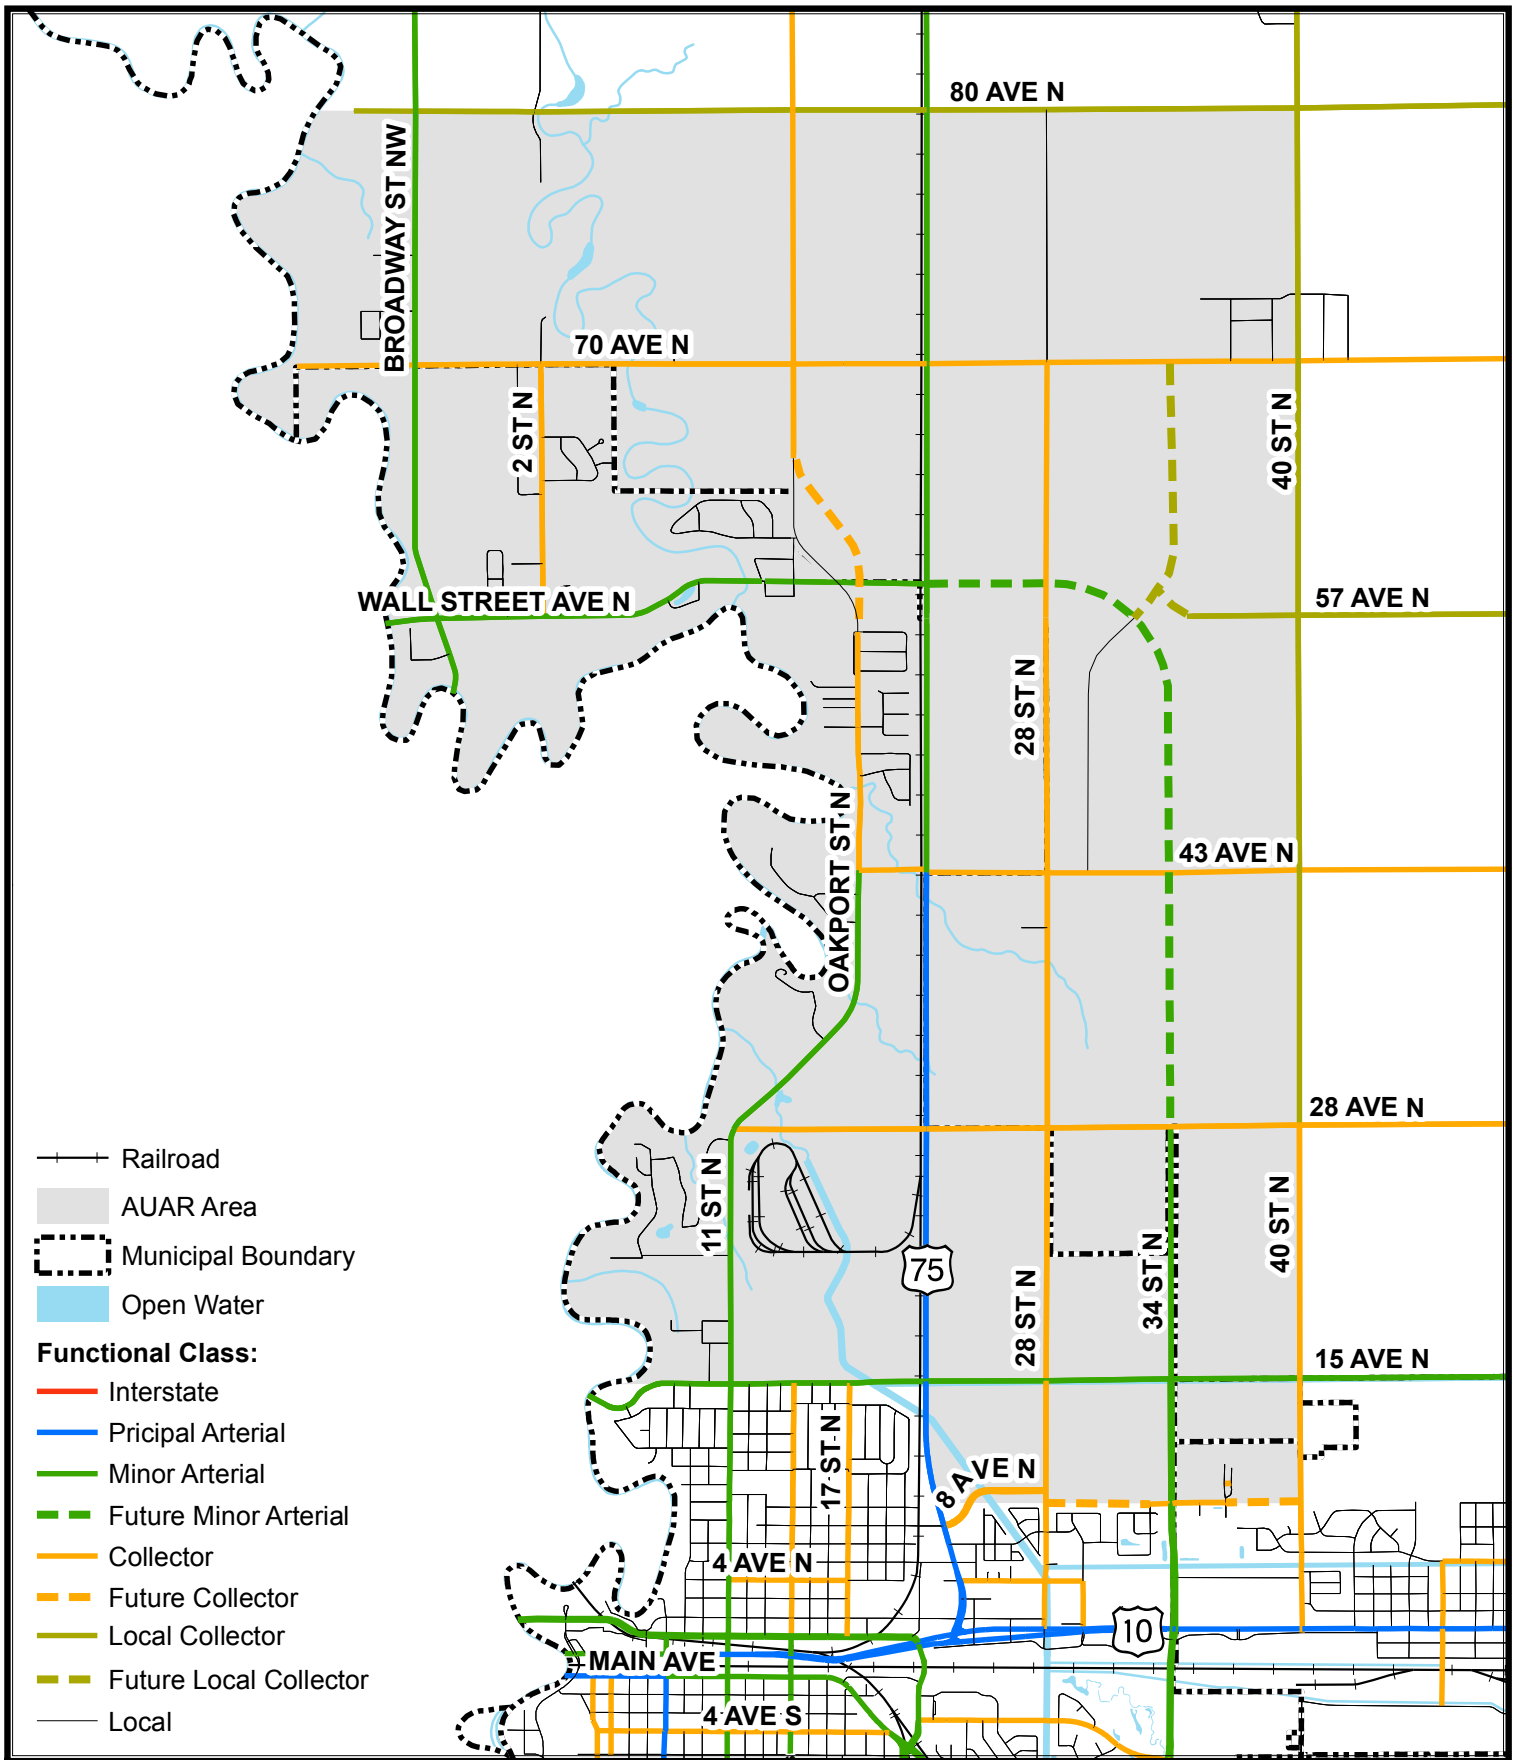 80 AVE N
BROADWAY ST NW
70 AVE N
2 ST N
40 ST N
WALL STREET AVE N
57 AVE N
28 ST N
OAKPORT ST N
43 AVE N
28 AVE N
11 ST N
75
34 ST N
40 ST N
28 ST N
15 AVE N
17 ST N
8 AVE N
4 AVE N
10
MAIN AVE
4 AVE S
Railroad
AUAR Area
Municipal Boundary
Open Water
Functional Class:
Interstate
Pricipal Arterial
Minor Arterial
Future Minor Arterial
Collector
Future Collector
Local Collector
Future Local Collector
Local